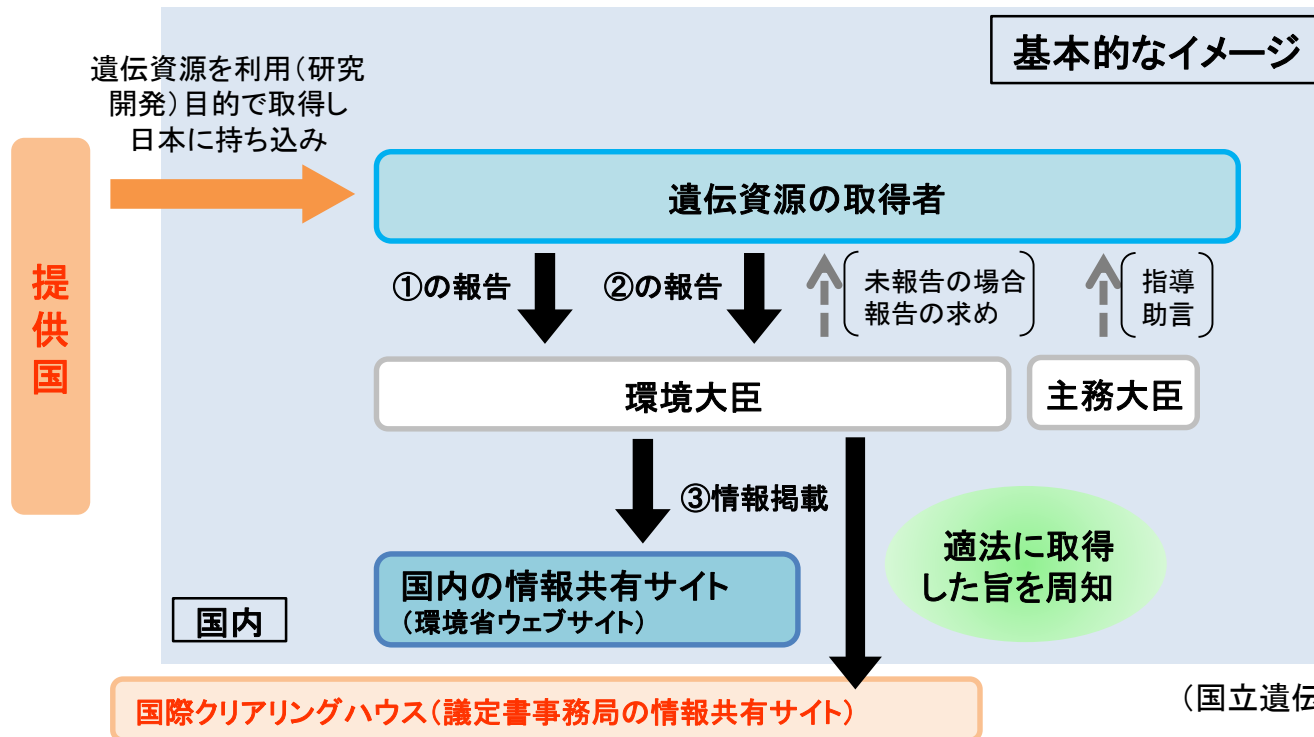 基本的なイメージ
遺伝資源を利用(研究
開発)目的で取得し
日本に持ち込み
提供国
遺伝資源の取得者
①の報告
②の報告
未報告の場合
報告の求め
指導
助言
環境大臣
主務大臣
③情報掲載
適法に取得
した旨を周知
国内の情報共有サイト
(環境省ウェブサイト)
国内
国際クリアリングハウス(議定書事務局の情報共有サイト)
(国立遺伝